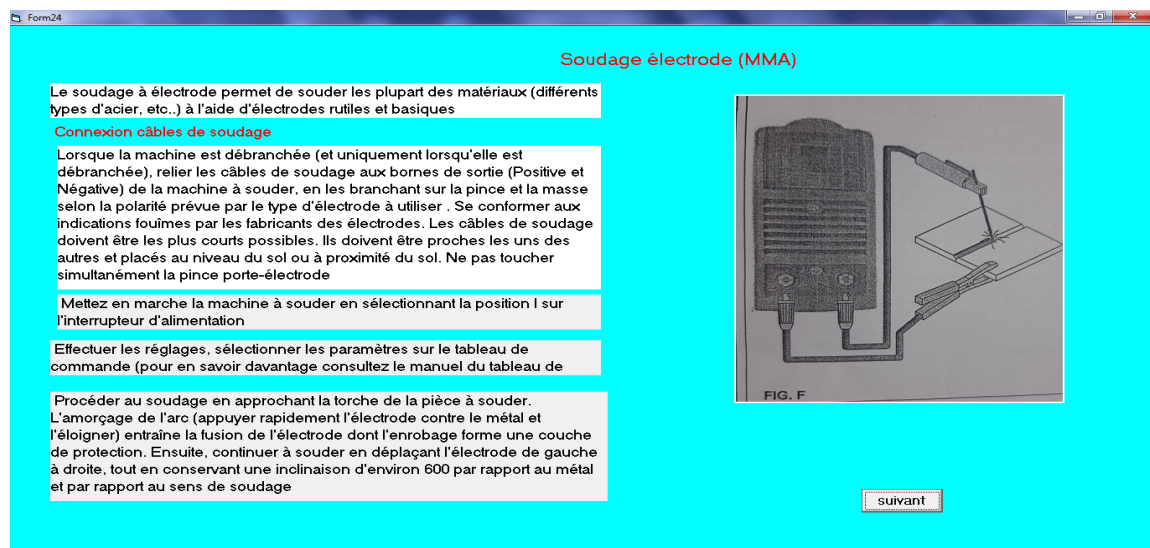 Form24
Soudage électrode (MMA)
Le soudage à électrode permet de souder les plupart des matériaux (différents
types d'acier, etc..) à l'aide d'électrodes rutiles et basiques
Connexion câbles de soudage
Lorsque la machine est débranchée (et uniquement lorsqu'elle est
débranchée), relier les câbles de soudage aux bornes de sortie (Positive et
Négative) de la machine à souder, en les branchant sur la pince et la masse
selon la polarité prévue par le type d'électrode à utiliser . Se conformer aux
indications fouîmes par les fabricants des électrodes. Les câbles de soudage
doivent être les plus courts possibles. Ils doivent être proches les uns des
autres et placés au niveau du sol ou à proximité du sol. Ne pas toucher
simultanément la pince porte-électrode
Mettez en marche la machine à souder en sélectionnant la position I sur
l'interrupteur d'alimentation
Effectuer les réglages, sélectionner les paramètres sur le tableau de
commande (pour en savoir davantage consultez le manuel du tableau de
Procéder au soudage en approchant la torche de la pièce à souder.
L'amorçage de l'arc (appuyer rapidement l'électrode contre le métal et
l'éloigner) entraîne la fusion de l'électrode dont l'enrobage forme une couche
de protection. Ensuite, continuer à souder en déplaçant l'électrode de gauche
à droite, tout en conservant une inclinaison d'environ 600 par rapport au métal
et par rapport au sens de soudage
FIG. F
suivant